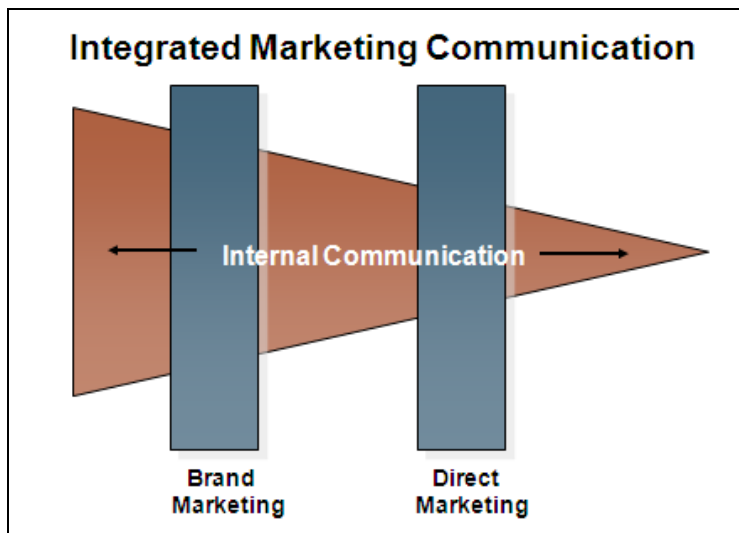 Integrated Marketing Communication
Internal Communication
Brand
Marketing
Direct
Marketing